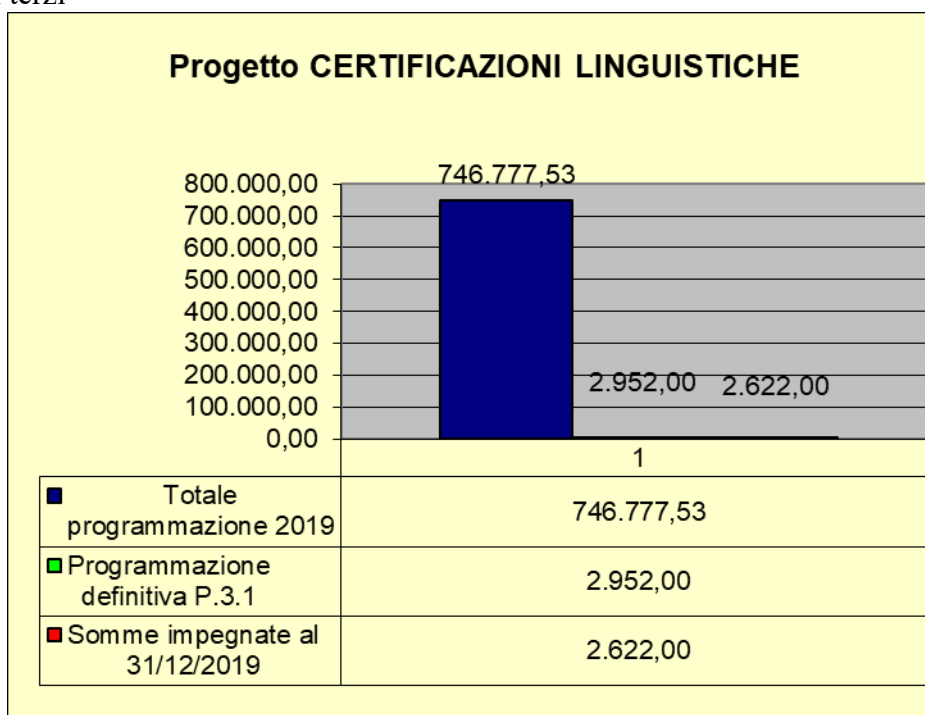 terzi
Progetto CERTIFICAZIONI LINGUISTICHE
746.777,53
800.000,00
700.000,00
600.000,00
500.000,00
400.000,00
300.000,00
200.000,00
100.000,00
0,00
2.952,00
2.622,00
1
Totale
programmazione 2019
746.777,53
Programmazione
definitiva P.3.1
2.952,00
Somme impegnate al
31/12/2019
2.622,00